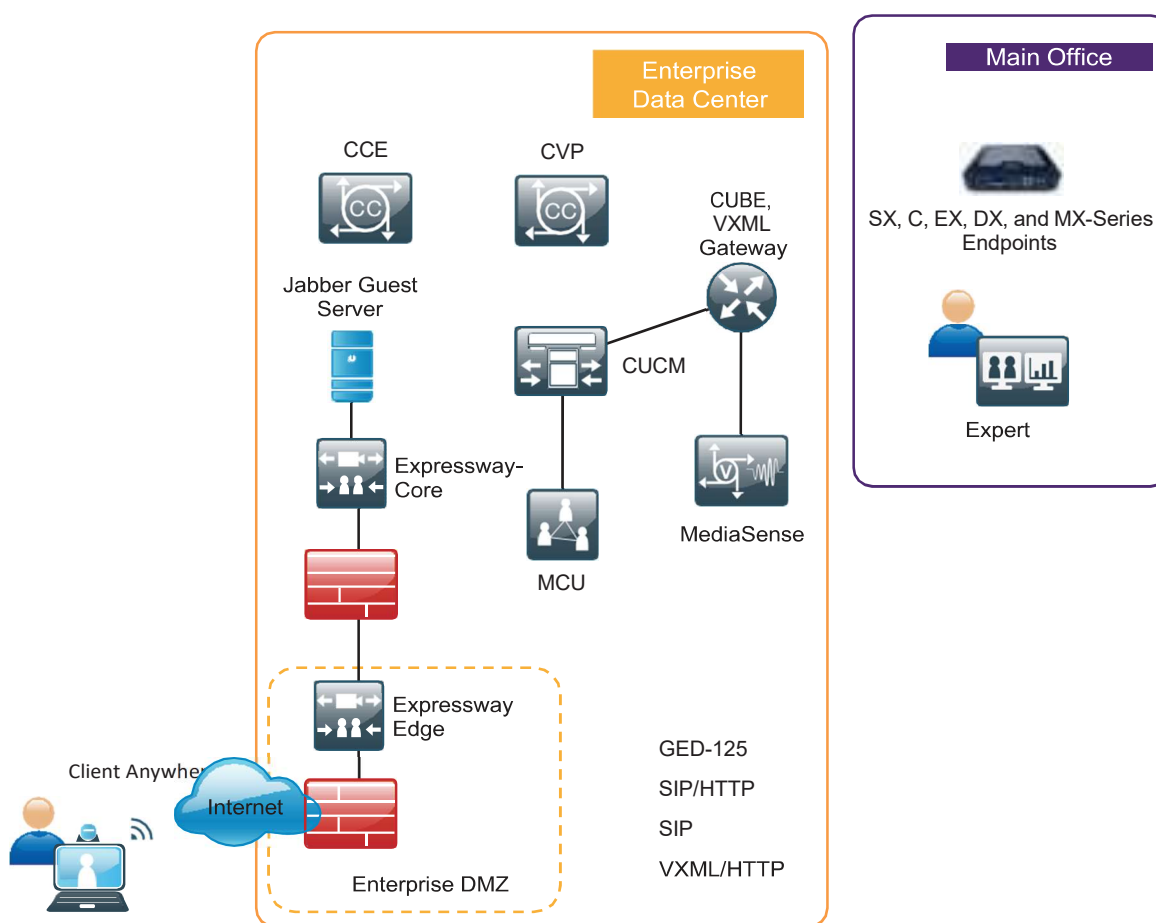 Enterprise
Data Center
Main Office
CCE
CVP
CC
CC
CUBE,
VXML
Gateway
SX, C, EX, DX, and MX-Series
Endpoints
Jabber Guest
Server
CUCM
Expert
Expressway-
Core
V
MediaSense
MCU
Expressway
Edge
GED-125
SIP/HTTP
SIP
VXML/HTTP
Client Anywher
Internet
Enterprise DMZ